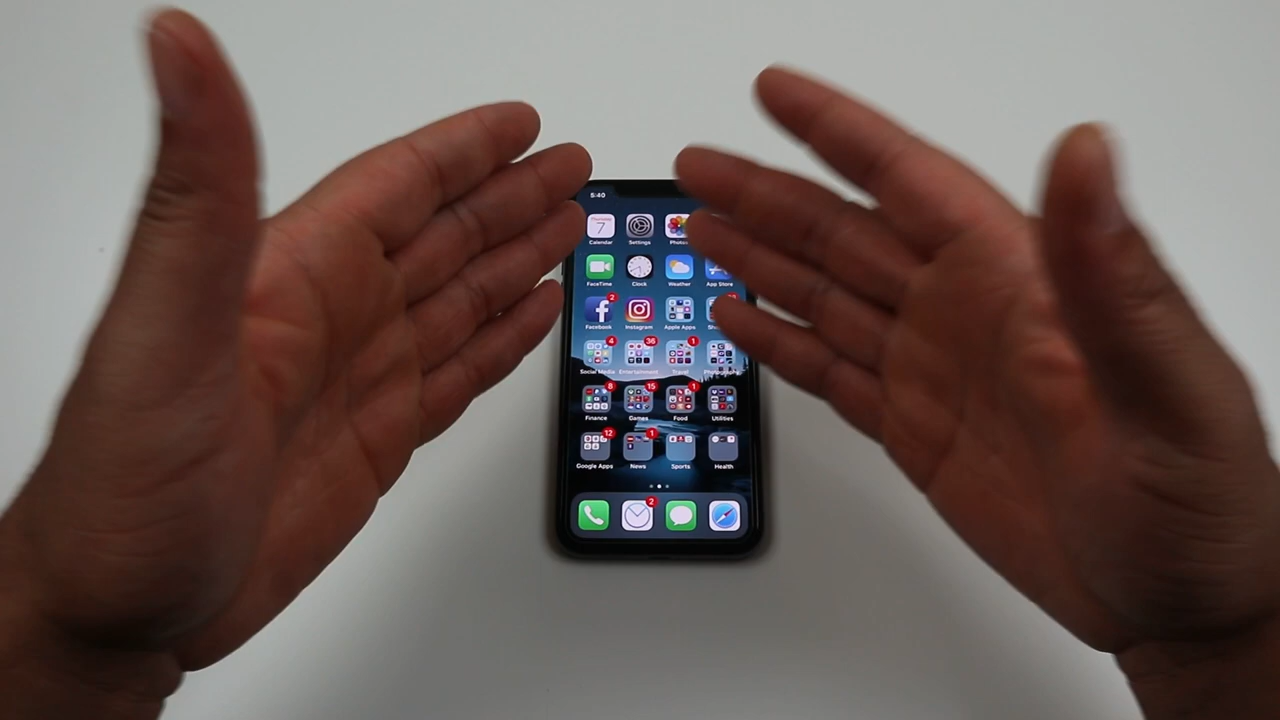 5:40
7
Calendar Settings Photos
FaceTime Clock Weather App Store
2
Facebook Instagram Apple Apps
4 36 1
Social Media Entertainment Travel Photography
8 15 1
Finance Games Food Utilities
12 1
Google Apps News Sports Health
2